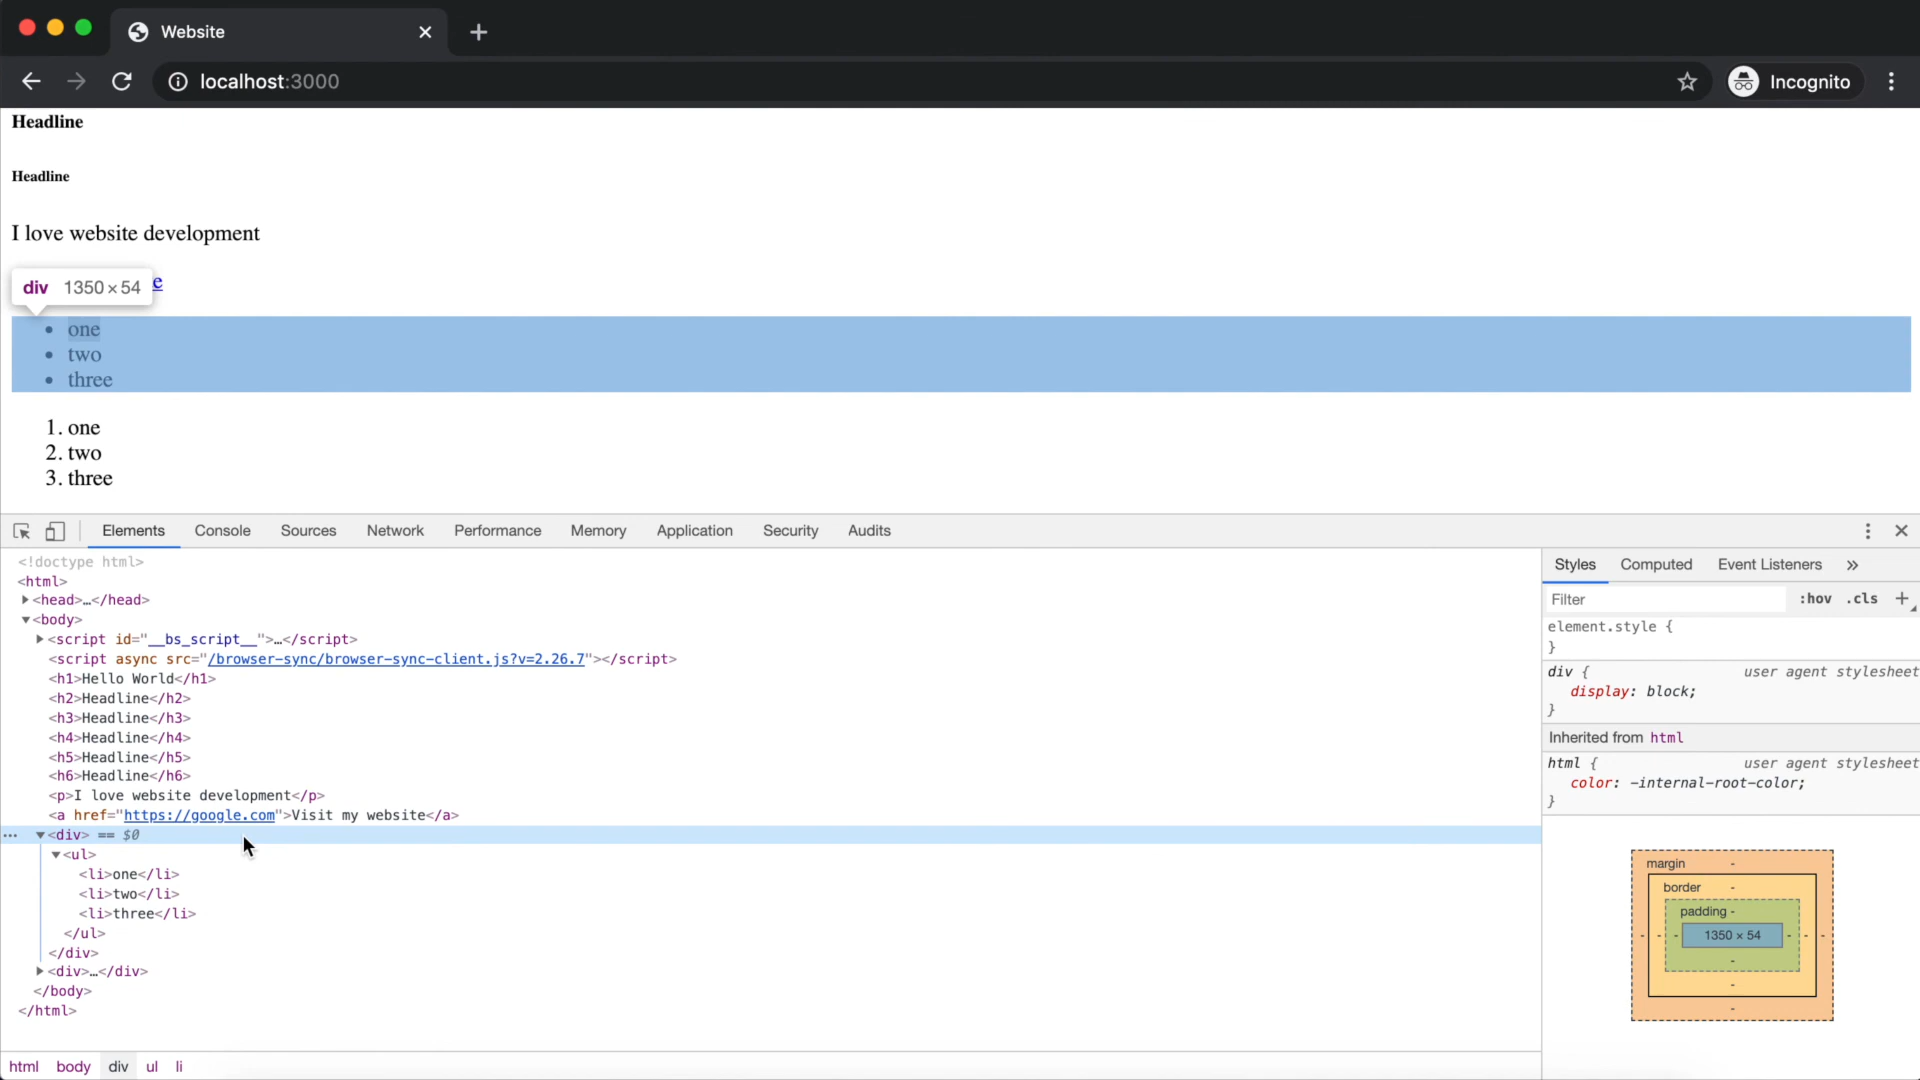 Website
localhost:3000
Incognito
Headline
Headline
I love website development
div 1350 × 54
e
• one
• two
• three
1. one
2. two
3. three
Elements Console Sources Network Performance Memory Application Security Audits
<!doctype html>
<html>
<head>…</head>
<body>
<script id="__bs_script__">…</script>
<script async src="/browser-sync/browser-sync-client.js?v=2.26.7"></script>
<h1>Hello World</h1>
<h2>Headline</h2>
<h3>Headline</h3>
<h4>Headline</h4>
<h5>Headline</h5>
<h6>Headline</h6>
<p>I love website development</p>
<a href="https://google.com">Visit my website</a>
… <div> == $0
<ul>
<li>one</li>
<li>two</li>
<li>three</li>
</ul>
</div>
<div>…</div>
</body>
</html>
html body div ul li
Styles Computed Event Listeners »
Filter :hov .cls +
element.style {
}
div { user agent stylesheet
display: block;
}
Inherited from html
html { user agent stylesheet
color: -internal-root-color;
}
margin -
border -
padding -
- - - 1350 × 54 - - -
-
-
-